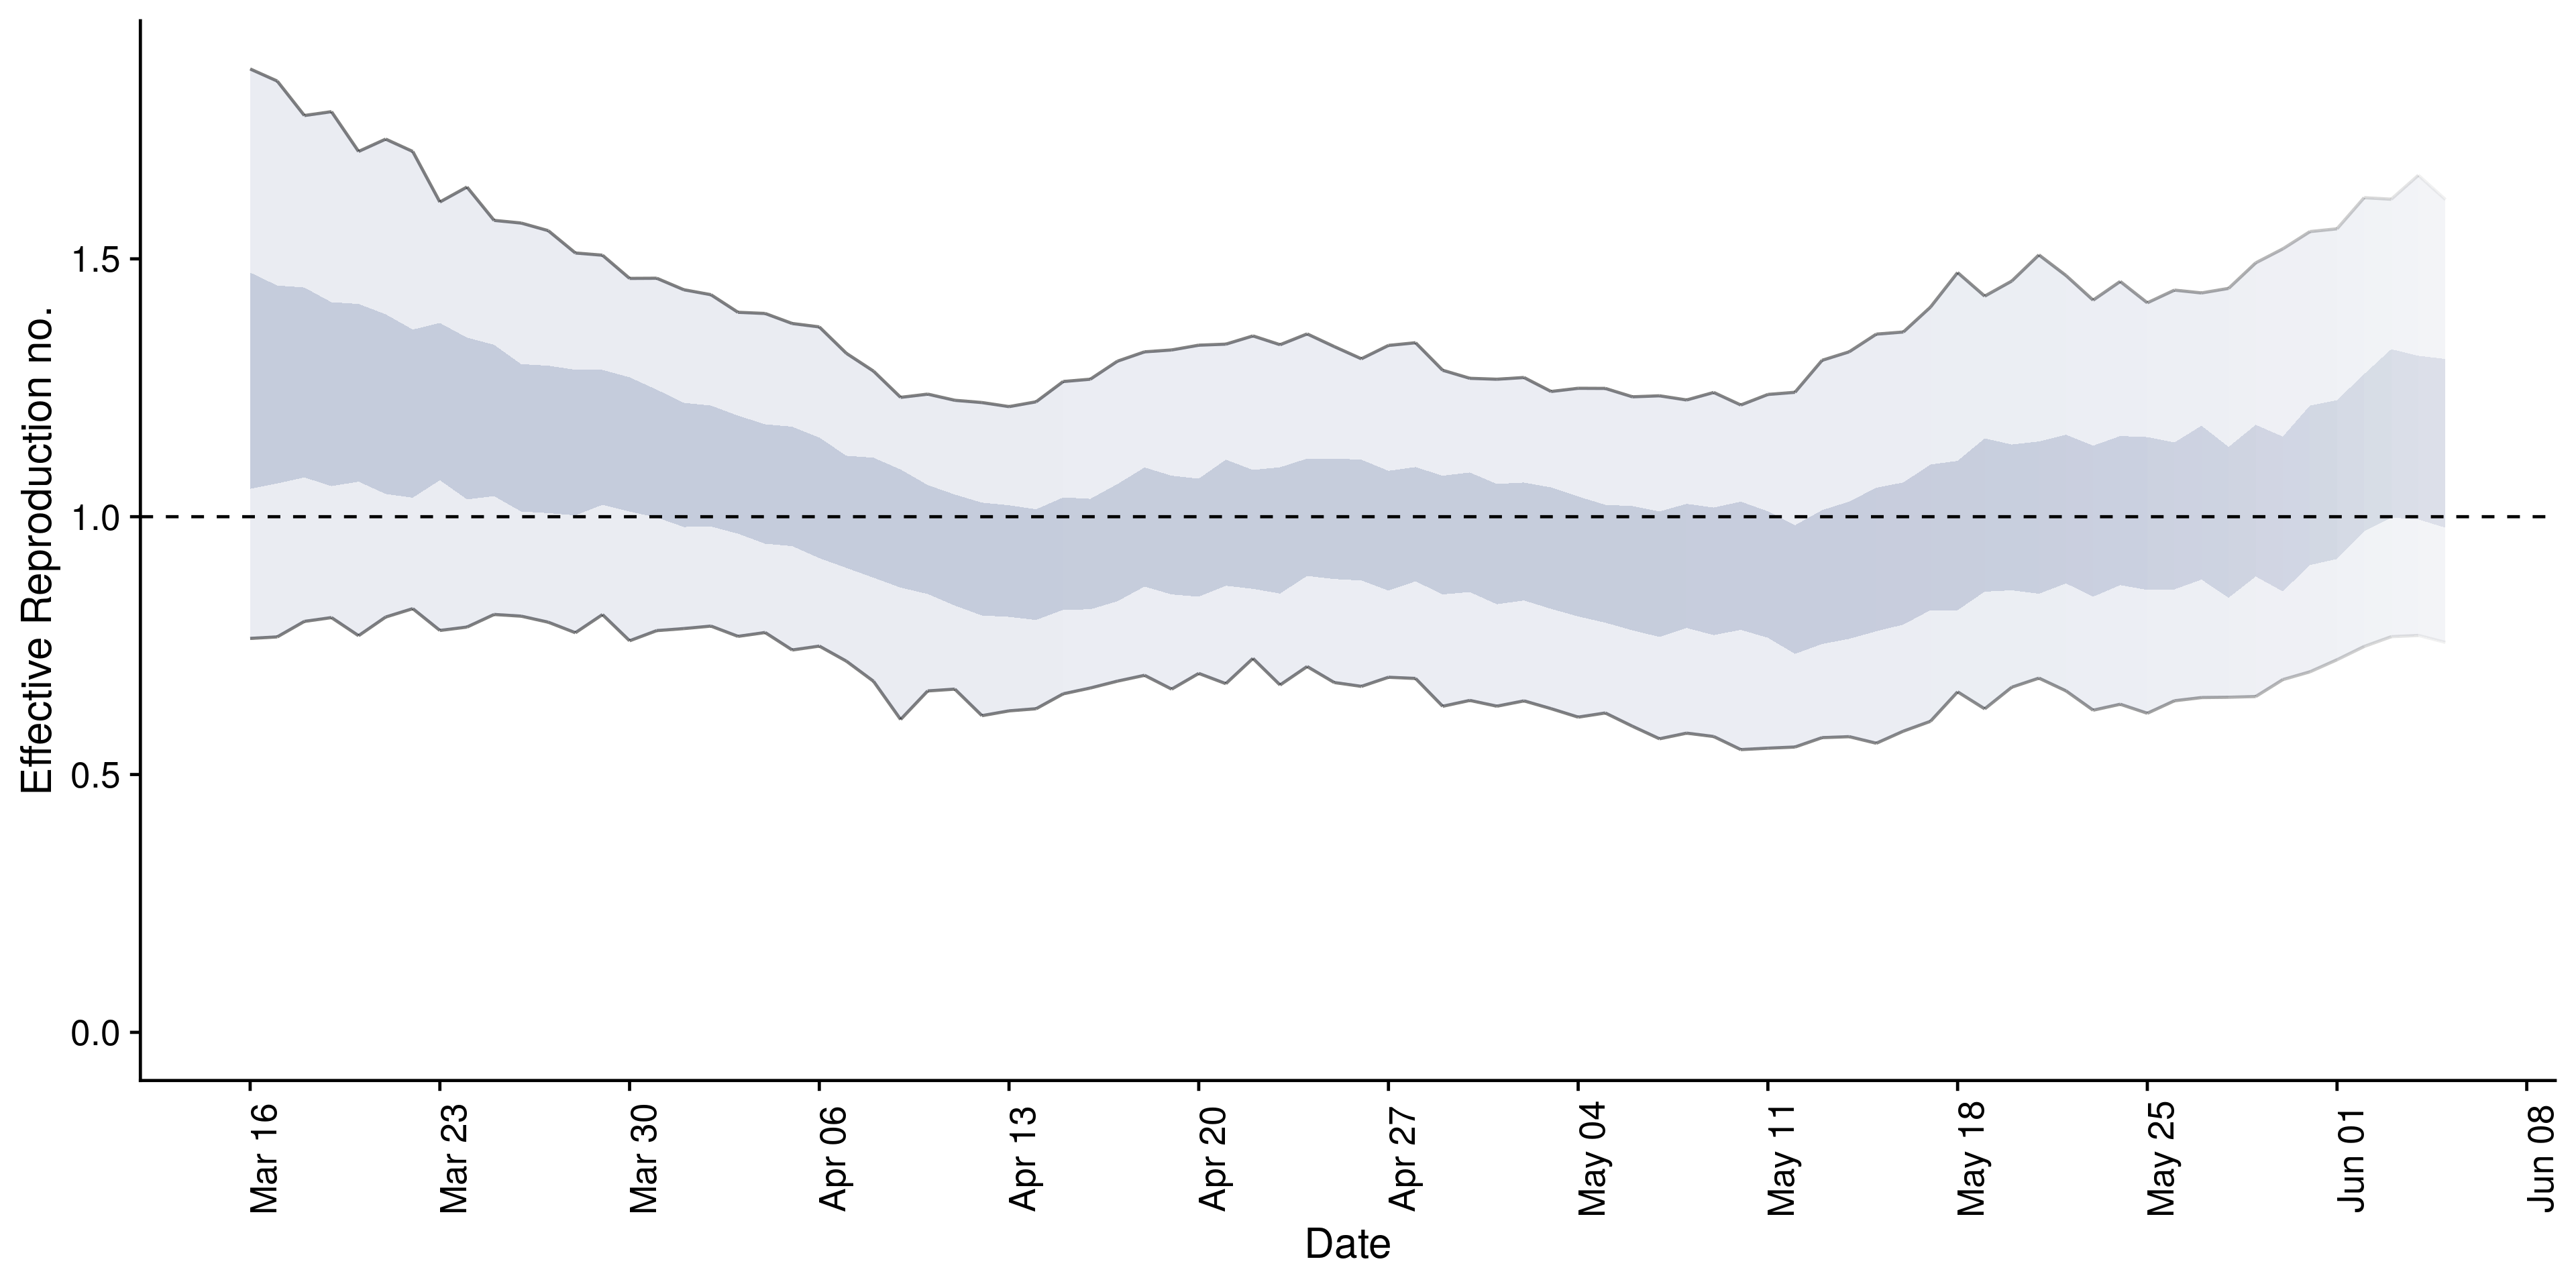 Effective Reproduction no.
1.5
1.0
0.5
0.0
Mar 16
Mar 23
Mar 30
Apr 06
Apr 13
Apr 20
Apr 27
May 04
May 11
May 18
May 25
Jun 01
Jun 08
Date